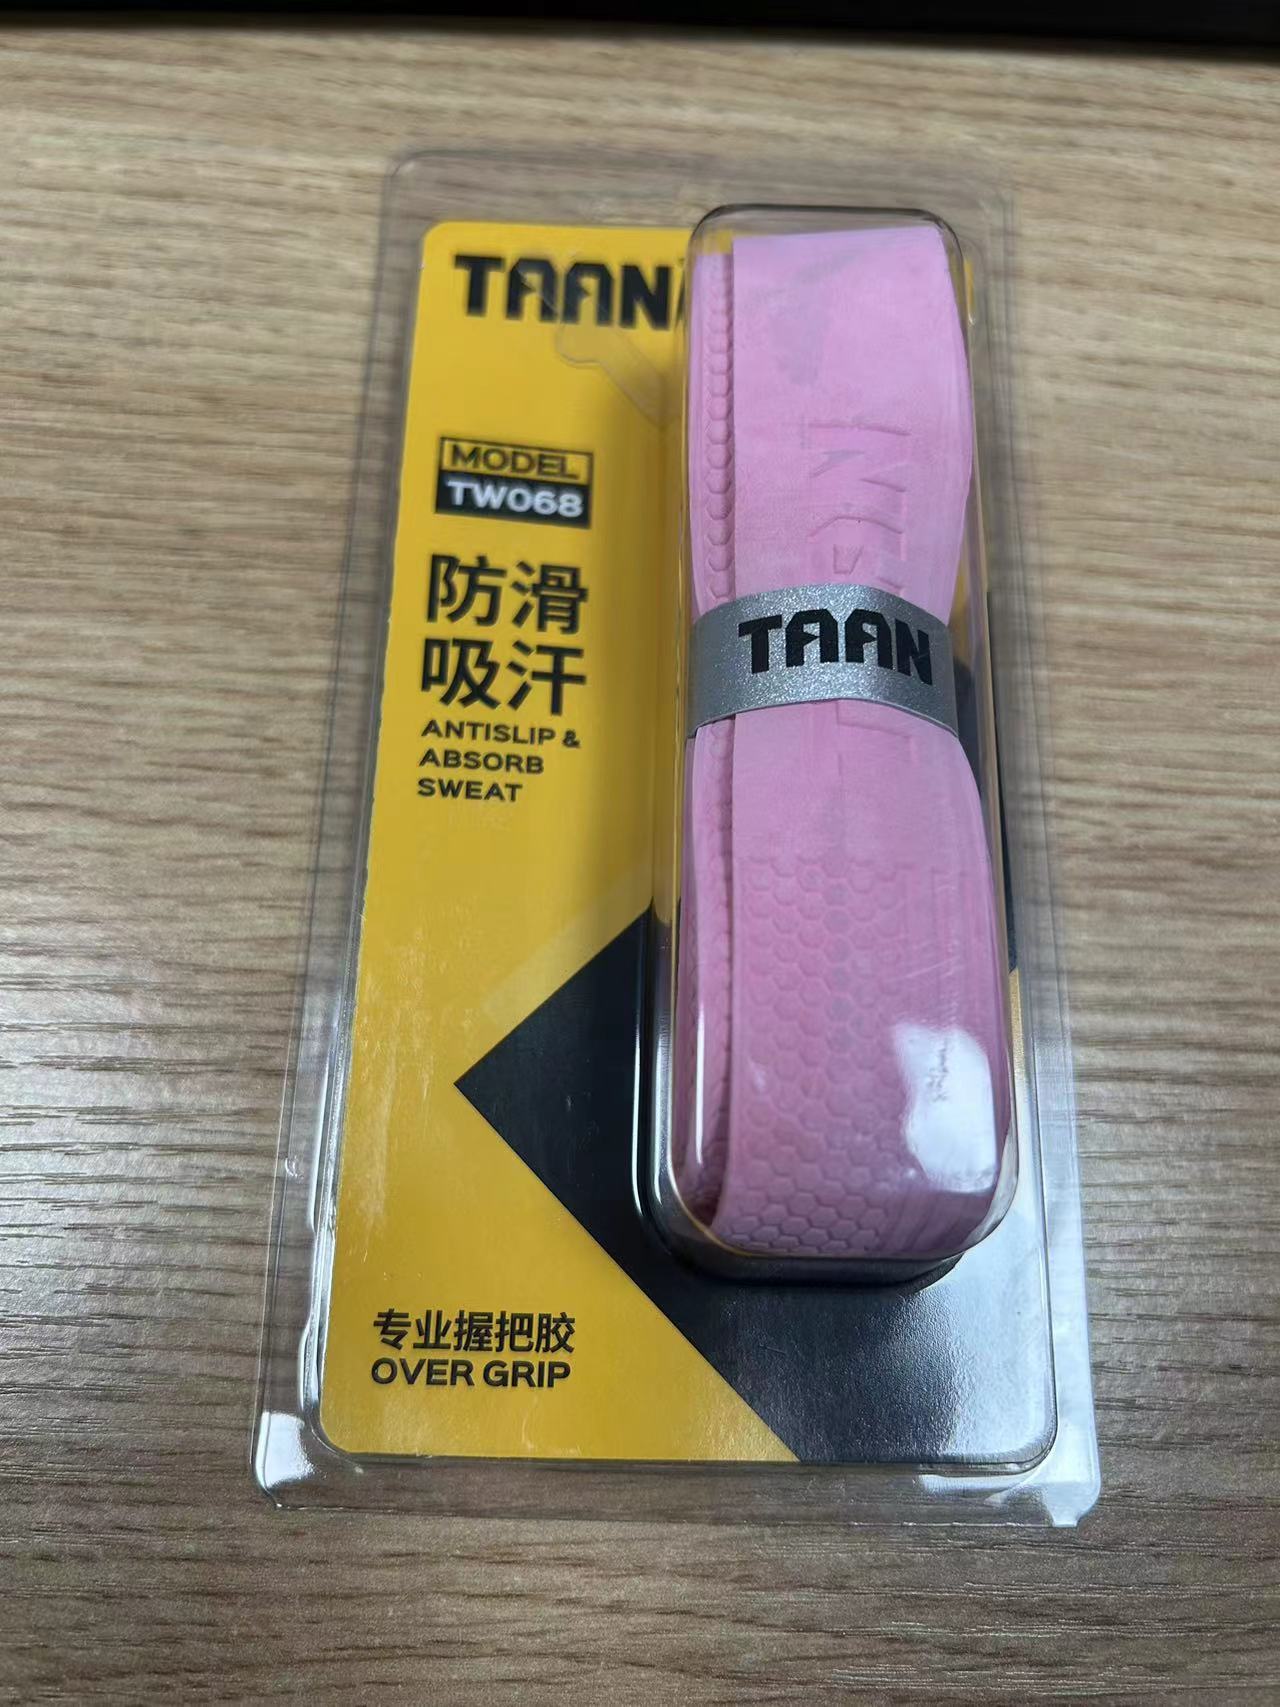 TAAN
MODEL
TW068
防滑
吸汗
ANTISLIP &
ABSORB
SWEAT
TAAN
专业握把胶
OVER GRIP